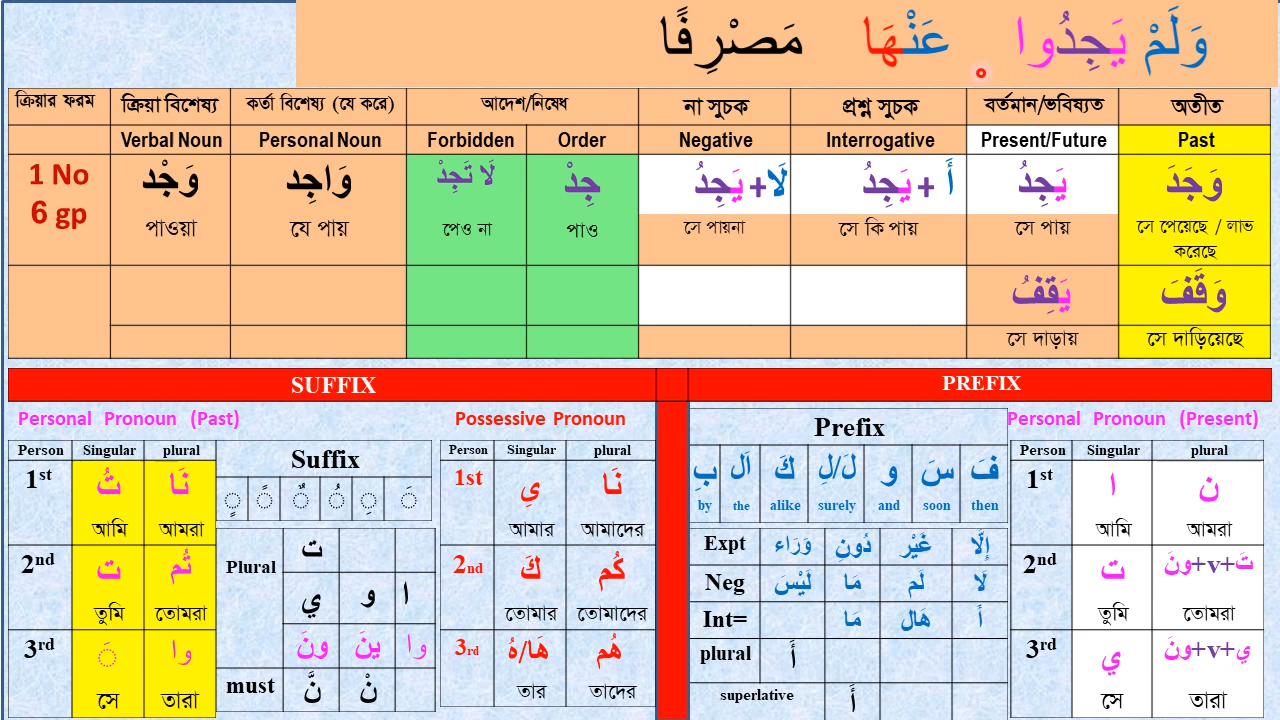 وَلَمْ يَجِدُوا عَنْهَا مَصْرِفًا
ক্রিয়ার ফরম ক্রিয়া বিশেষ্য কর্তা বিশেষ্য (যে করে) আদেশ/নিষেধ না সুচক প্রশ্ন সুচক বর্তমান/ভবিষ্যত অতীত
Verbal Noun Personal Noun Forbidden Order Negative Interrogative Present/Future Past
1 No
6 gp
وَجْد وَاجِد لَا تَجِدْ جِدْ لَا+ يَجِدُ أَ + يَجِدُ يَجِدُ وَجَدَ
পাওয়া যে পায় পেও না পাও সে পায়না সে কি পায় সে পায় সে পেয়েছে / লাভ
করেছে
يَقِفُ وَقَفَ
সে দাড়ায় সে দাড়িয়েছে
SUFFIX PREFIX
Personal Pronoun (Past)
Person Singular plural
1st تُ نَا
আমি আমরা
2nd ت تُم
তুমি তোমরা
3rd ◌َ وا
সে তারা
Suffix
◌ٍ ◌ً ◌ٌ ◌ُ ◌ِ ◌َ
Plural ت
ي و ا
ونَ ينَ وا
must نَّ نْ
Possessive Pronoun
Person Singular plural
1st يِ نَا
আমার আমাদের
2nd كَ كُم
তোমার তোমাদের
3rd هَا/هُ هُم
তার তাদের
Prefix
بِ اَل كَ لَ/لِ و سَ فَ
by the alike surely and soon then
Expt وَرَاء دُونِ غَيْر إِلَّا
Neg لَيْسَ مَا لَم لَا
Int= مَا هَال أَ
plural أَ
superlative أَ
Personal Pronoun (Present)
Person Singular plural
1st ا ن
আমি আমরা
2nd ت تَ+v+ونَ
তুমি তোমরা
3rd ي ي+v+ونَ
সে তারা